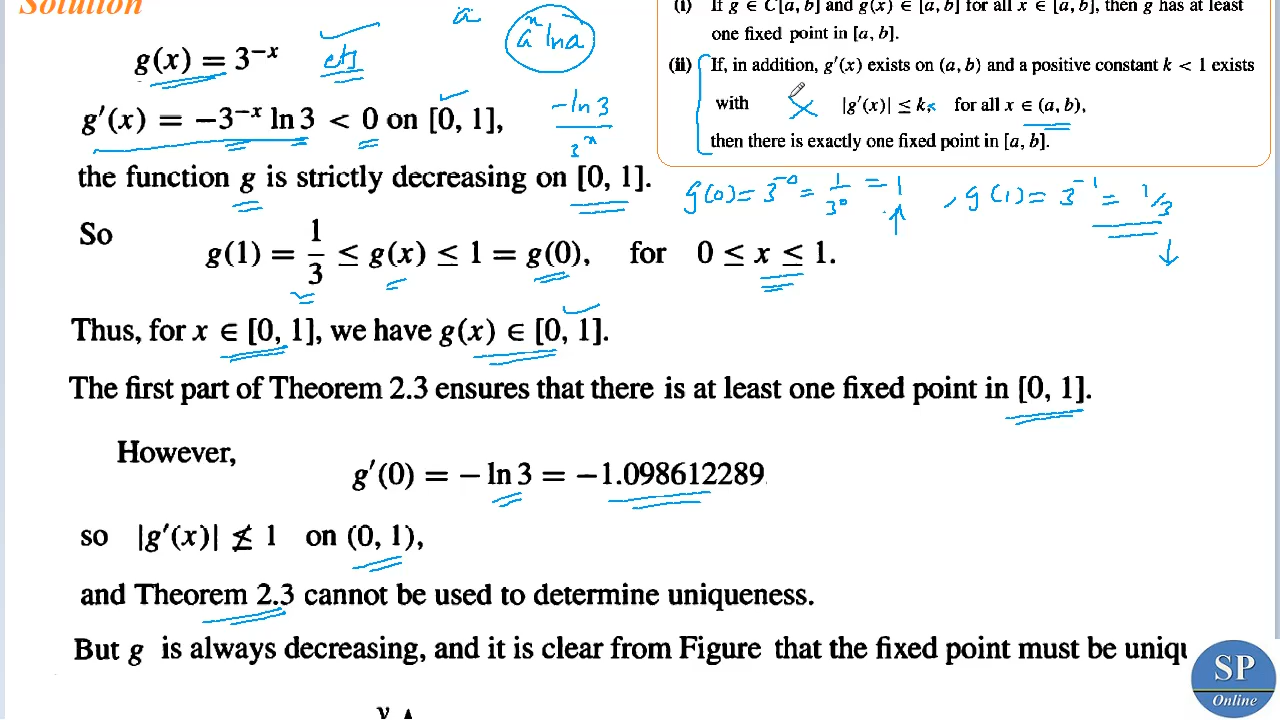 Solution
g(x) = 3^{-x} cts
a^x
a^x ln a
g′(x) = −3^{-x} ln 3 < 0 on [0, 1],
-ln 3 / 3^x
the function g is strictly decreasing on [0, 1].
So
g(1) = 1/3 ≤ g(x) ≤ 1 = g(0), for 0 ≤ x ≤ 1.
Thus, for x ∈ [0, 1], we have g(x) ∈ [0, 1].
The first part of Theorem 2.3 ensures that there is at least one fixed point in [0, 1].
However,
g′(0) = − ln 3 = −1.098612289
so |g′(x)| ≰ 1 on (0, 1),
and Theorem 2.3 cannot be used to determine uniqueness.
But g is always decreasing, and it is clear from Figure that the fixed point must be uniqu
y
(i) If g ∈ C[a, b] and g(x) ∈ [a, b] for all x ∈ [a, b], then g has at least
one fixed point in [a, b].
(ii) If, in addition, g′(x) exists on (a, b) and a positive constant k < 1 exists
with |g′(x)| ≤ k, for all x ∈ (a, b),
then there is exactly one fixed point in [a, b].
g(0) = 3^{-0} = 1/3^0 = 1 , g(1) = 3^{-1} = 1/3
SP
Online